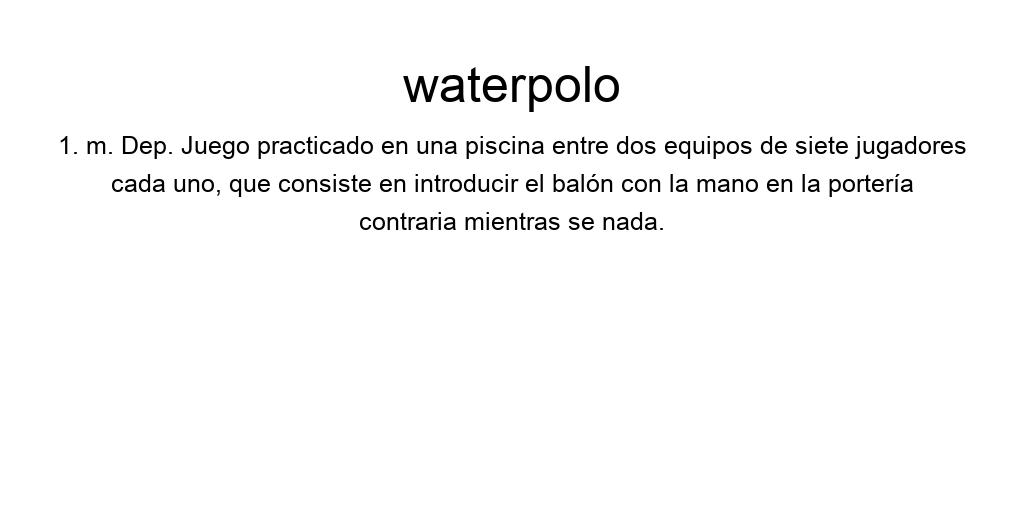 waterpolo
1. m. Dep. Juego practicado en una piscina entre dos equipos de siete jugadores
cada uno, que consiste en introducir el balón con la mano en la portería
contraria mientras se nada.